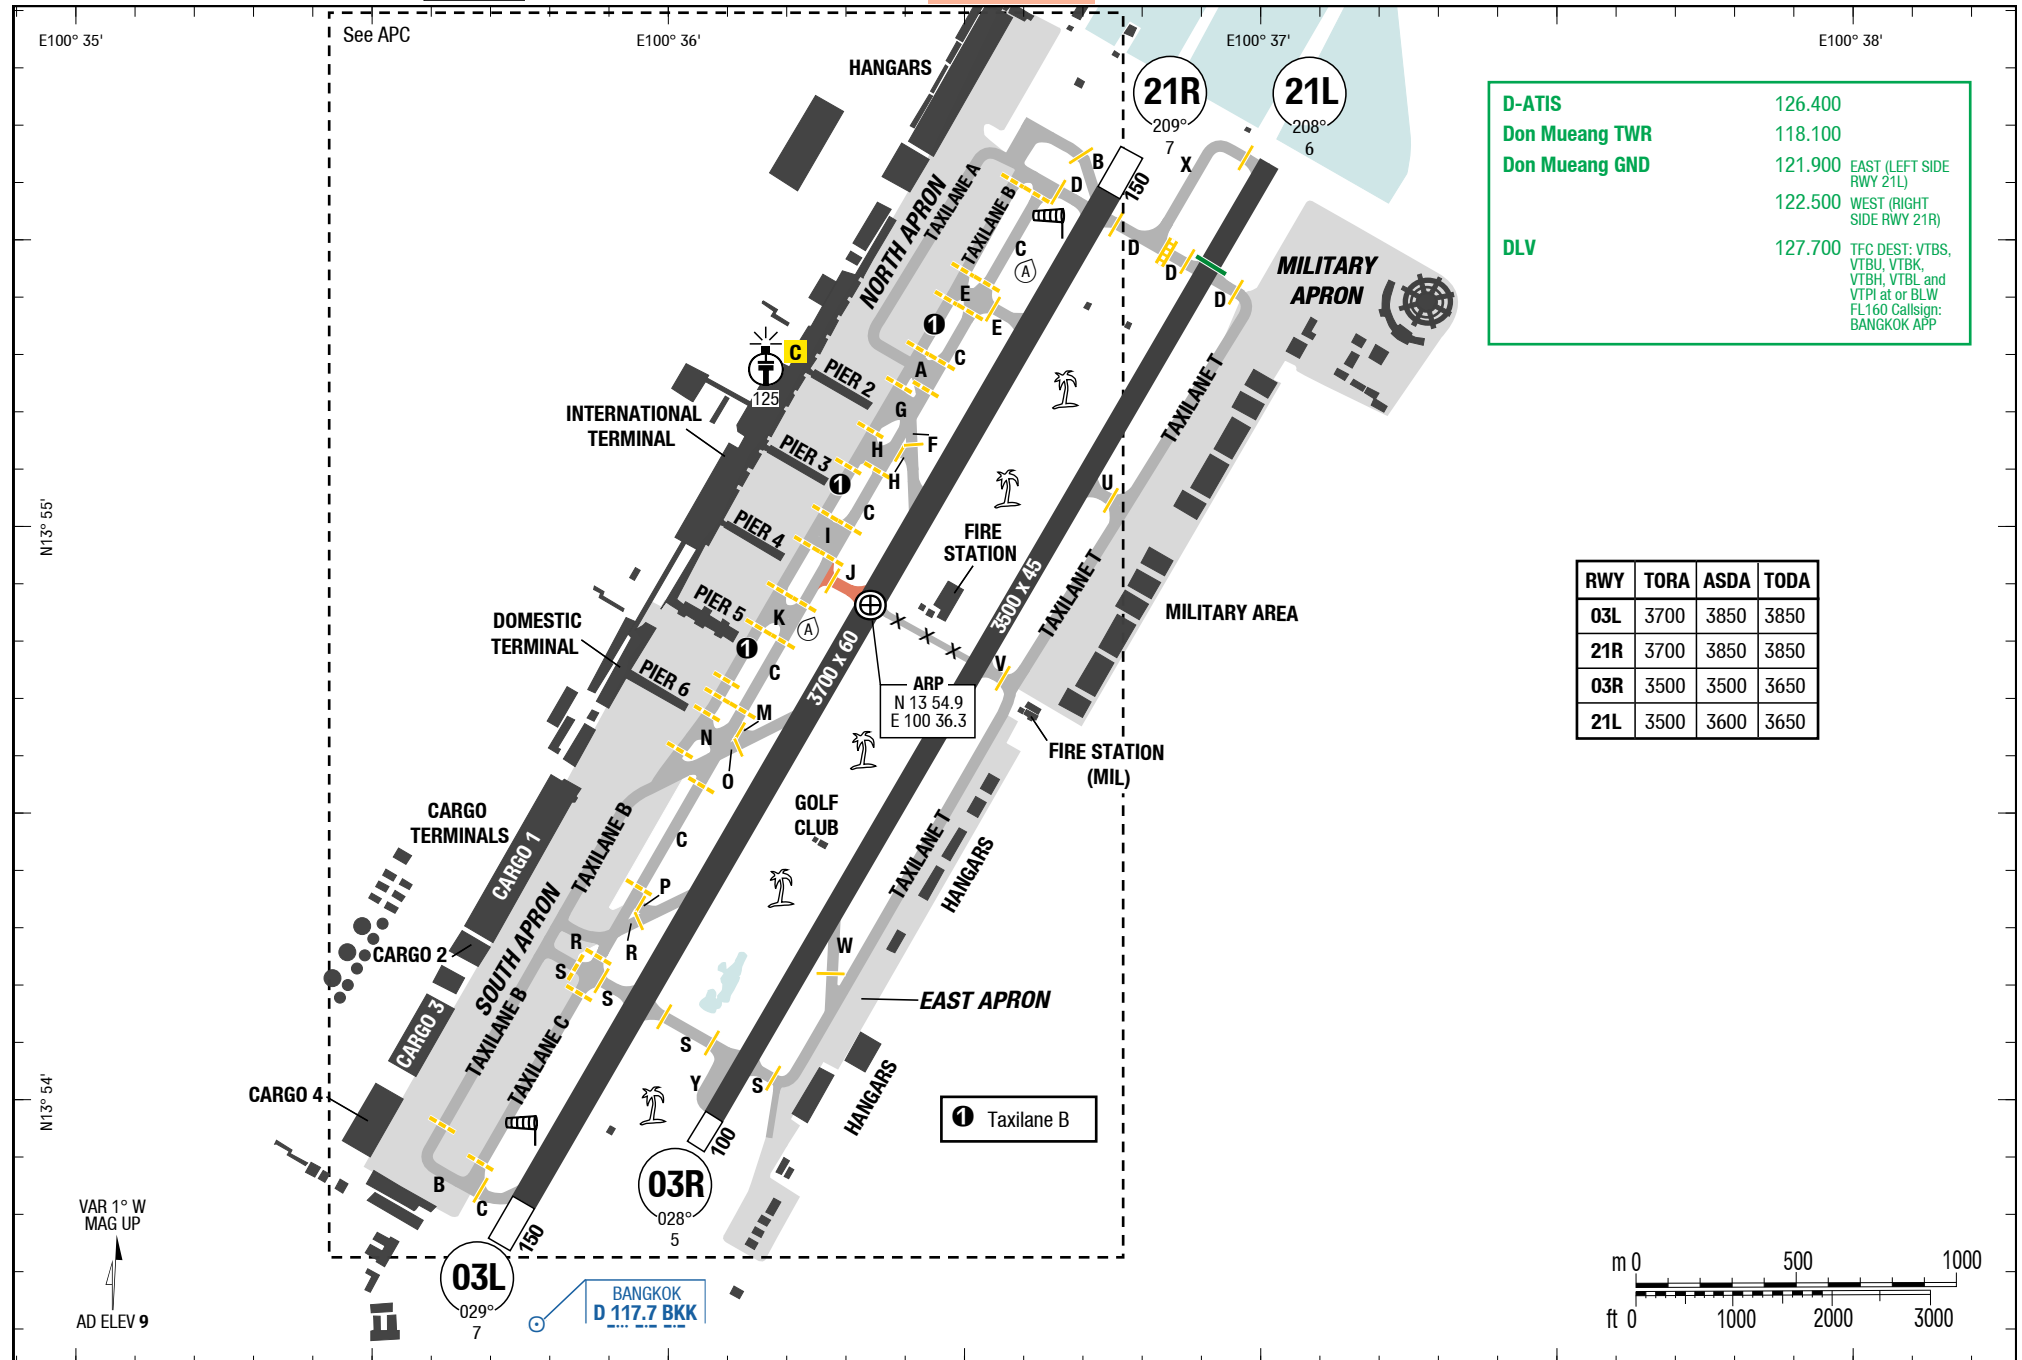 E100° 35'
See APC
E100° 36'
E100° 37'
E100° 38'
HANGARS
21R
209°
7
21L
208°
6
D-ATIS 126.400
Don Mueang TWR 118.100
Don Mueang GND 121.900 EAST (LEFT SIDE
RWY 21L)
122.500 WEST (RIGHT
SIDE RWY 21R)
DLV 127.700 TFC DEST: VTBS,
VTBU, VTBK,
VTBH, VTBL and
VTPI at or BLW
FL160 Callsign:
BANGKOK APP
B
X
150
D
NORTH APRON
TAXILANE A
TAXILANE B
C
A
D
D
D
MILITARY
APRON
E
E
1
C
C
A
125
PIER 2
G
F
TAXILANE T
INTERNATIONAL
TERMINAL
PIER 3
H
H
1
U
N13° 55'
C
PIER 4
I
FIRE
STATION
J
3500 x 45
TAXILANE T
PIER 5
K
A
X X X
MILITARY AREA
DOMESTIC
TERMINAL
1
C
3700 x 60
V
PIER 6
ARP
N 13 54.9
E 100 36.3
M
N
O
FIRE STATION
(MIL)
RWY TORA ASDA TODA
03L 3700 3850 3850
21R 3700 3850 3850
03R 3500 3500 3650
21L 3500 3600 3650
CARGO
TERMINALS
CARGO 1
TAXILANE B
C
GOLF
CLUB
TAXILANE T
HANGARS
P
R
R
W
CARGO 2
SOUTH APRON
S
S
EAST APRON
CARGO 3
TAXILANE B
TAXILANE C
S
Y
S
HANGARS
N13° 54'
CARGO 4
1 Taxilane B
100
03R
028°
5
B
C
150
03L
029°
7
VAR 1° W
MAG UP
AD ELEV 9
BANGKOK
D 117.7 BKK
m 0 500 1000
ft 0 1000 2000 3000